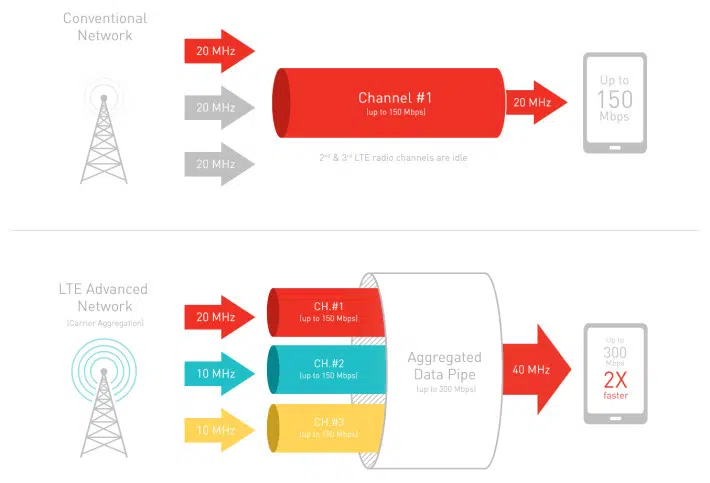 Conventional
Network
20 MHz
20 MHz
20 MHz
Channel #1
(up to 150 Mbps)
20 MHz
Up to
150
Mbps
2nd & 3rd LTE radio channels are idle
LTE Advanced
Network
(Carrier Aggregation)
20 MHz
10 MHz
10 MHz
CH.#1
(up to 150 Mbps)
CH.#2
(up to 150 Mbps)
CH.#3
(up to 150 Mbps)
Aggregated
Data Pipe
(up to 300 Mbps)
40 MHz
Up to
300
Mbps
2X
faster